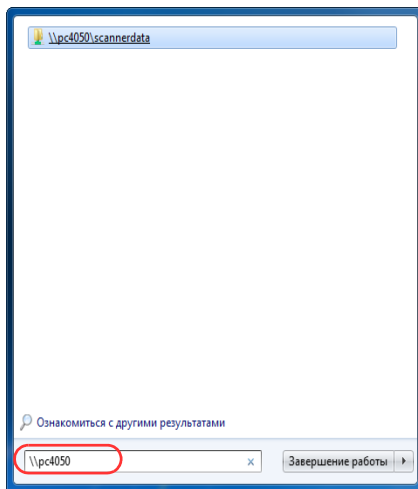 \\pc4050\scannerdata
Ознакомиться с другими результатами
\\pc4050
Завершение работы